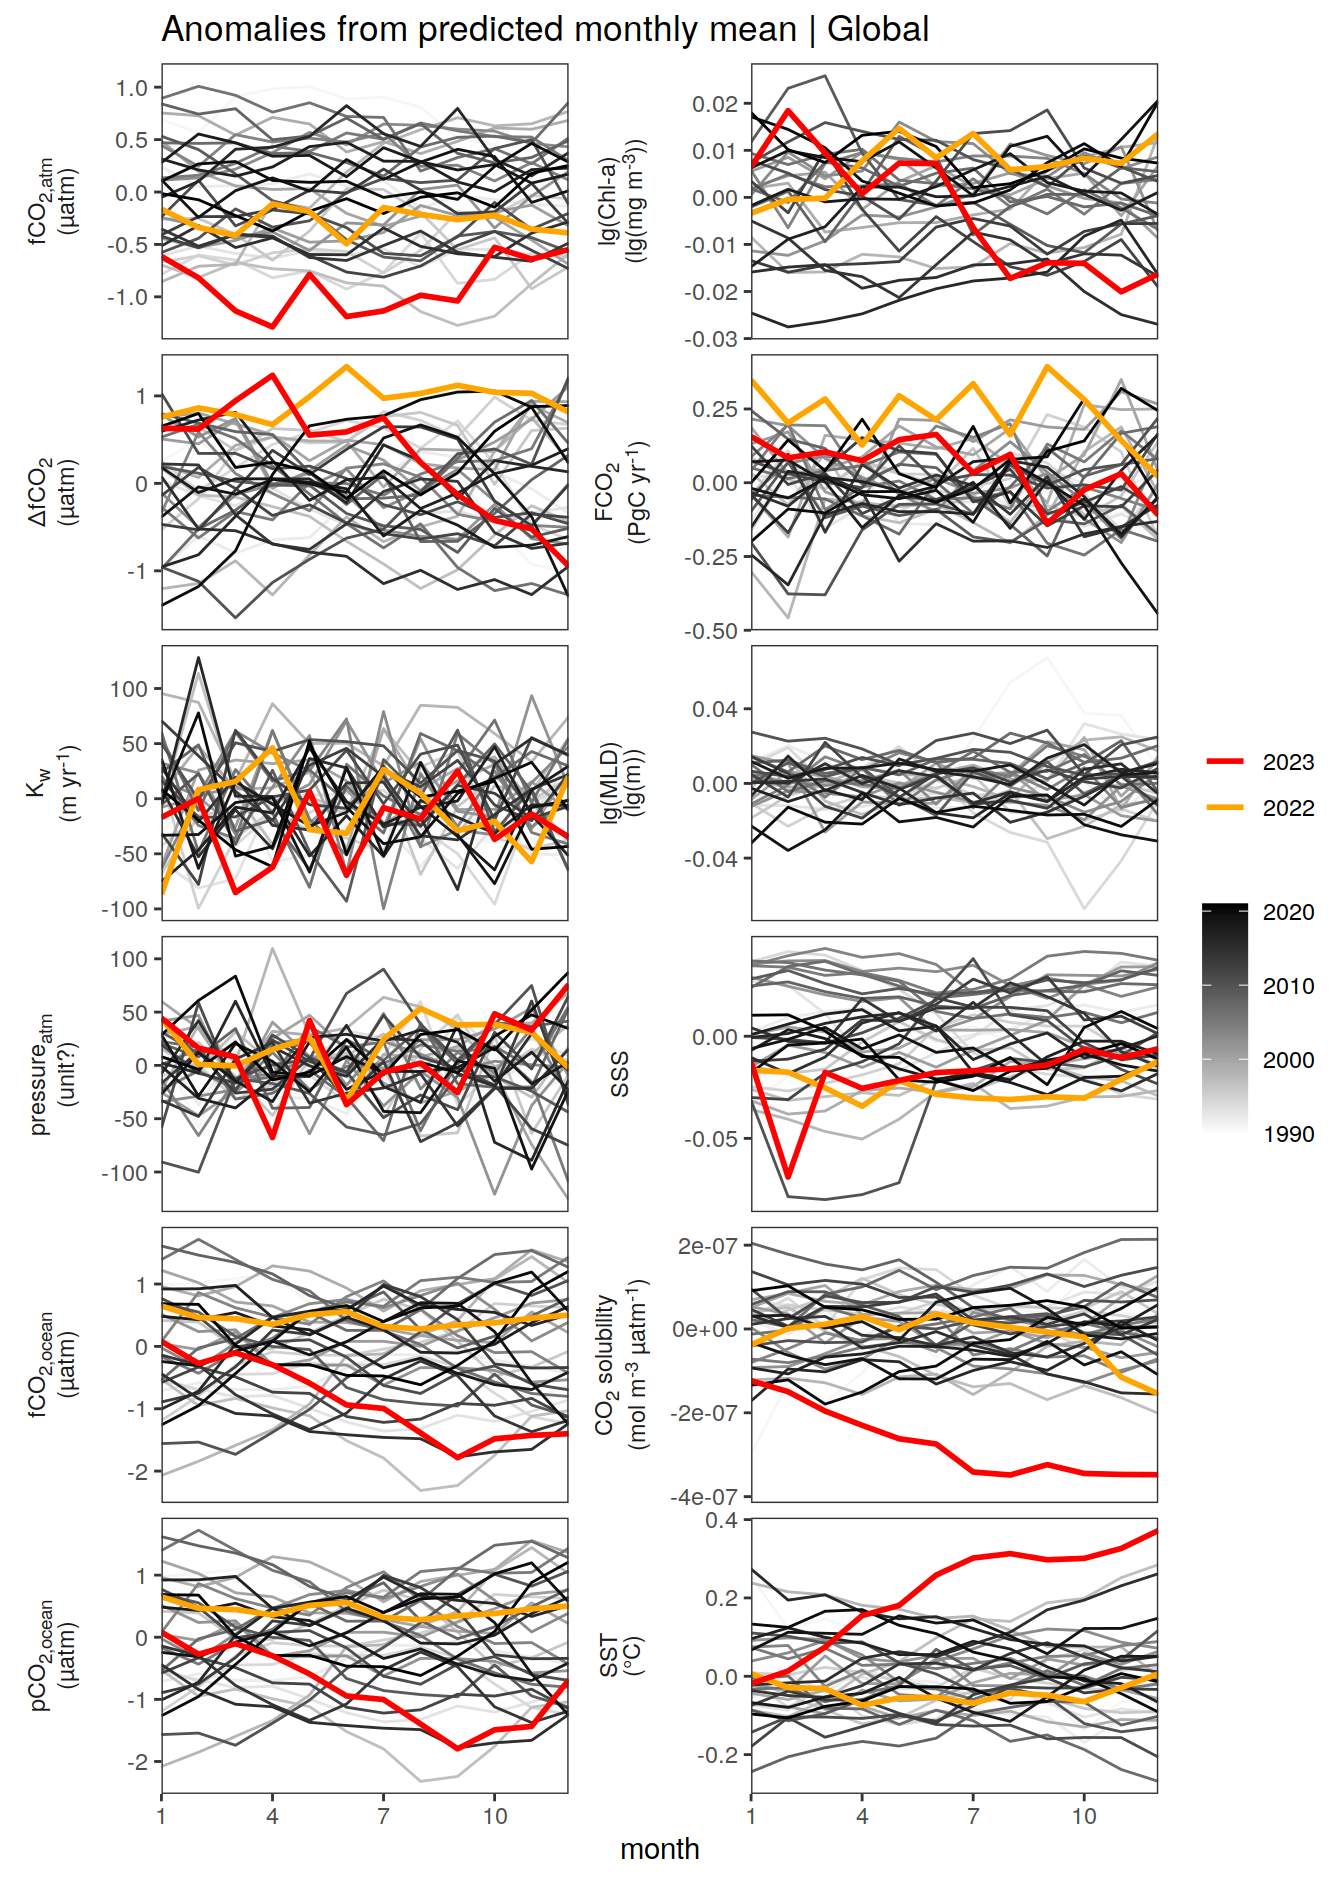 Anomalies from predicted monthly mean | Global
fCO2,atm
(µatm)
1.0
0.5
0.0
-0.5
-1.0
lg(Chl-a)
(lg(mg m-3))
0.02
0.01
0.00
-0.01
-0.02
-0.03
ΔfCO2
(µatm)
1
0
-1
FCO2
(PgC yr-1)
0.25
0.00
-0.25
-0.50
Kw
(m yr-1)
100
50
0
-50
-100
lg(MLD)
(lg(m))
0.04
0.00
-0.04
pressureatm
(unit?)
100
50
0
-50
-100
SSS
0.00
-0.05
fCO2,ocean
(µatm)
1
0
-1
-2
CO2 solubility
(mol m-3 µatm-1)
2e-07
0e+00
-2e-07
-4e-07
pCO2,ocean
(µatm)
1
0
-1
-2
SST
(°C)
0.4
0.2
0.0
-0.2
1 4 7 10
1 4 7 10
month
2023
2022
2020
2010
2000
1990